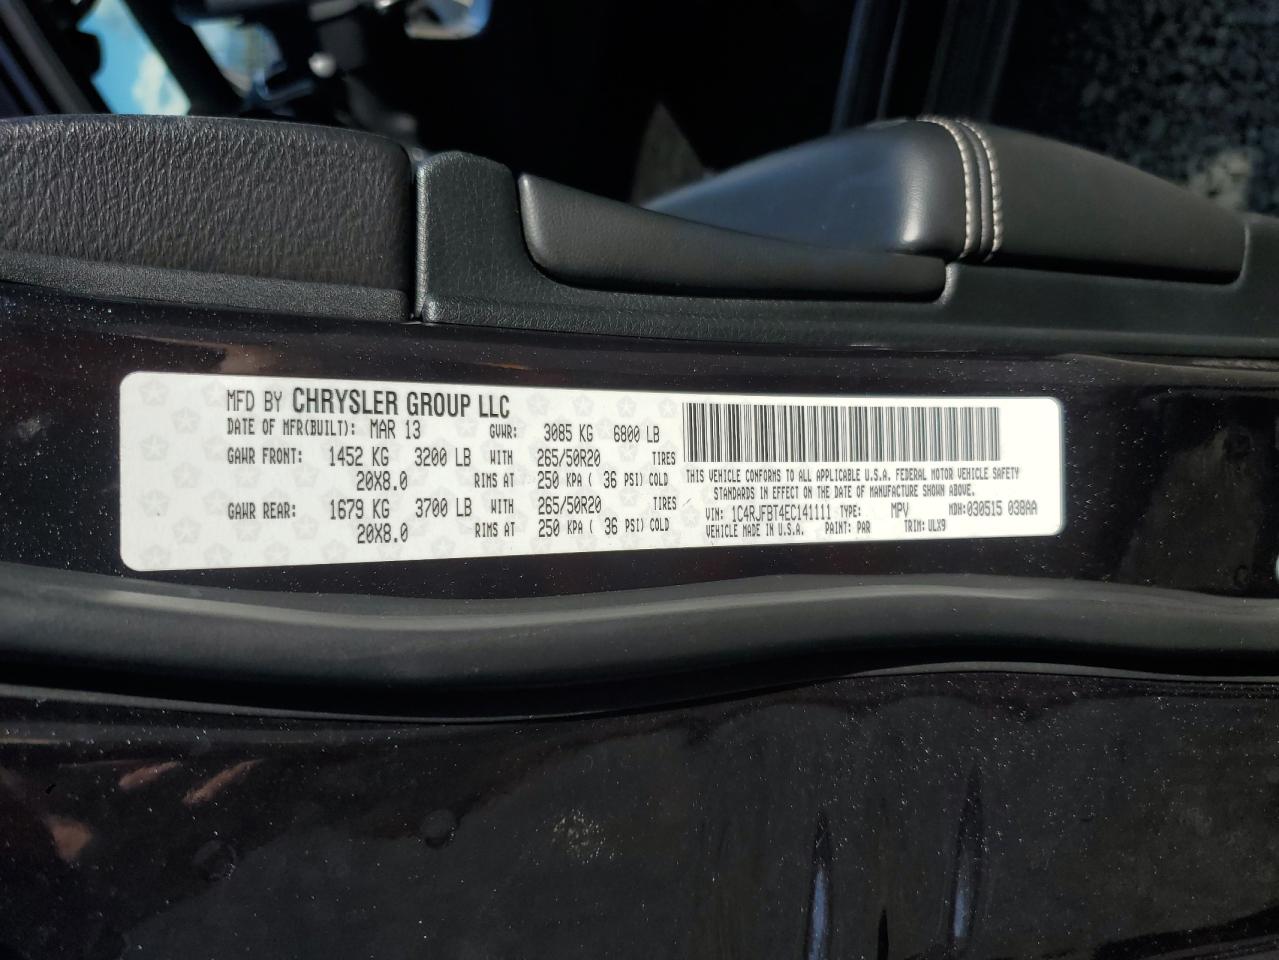 MFD BY CHRYSLER GROUP LLC
DATE OF MFR(BUILT): MAR 13 GVWR: 3085 KG 6800 LB
GAWR FRONT: 1452 KG 3200 LB WITH 265/50R20 TIRES
20X8.0 RIMS AT 250 KPA ( 36 PSI) COLD
GAWR REAR: 1679 KG 3700 LB WITH 265/50R20 TIRES
20X8.0 RIMS AT 250 KPA ( 36 PSI) COLD
THIS VEHICLE CONFORMS TO ALL APPLICABLE U.S.A. FEDERAL MOTOR VEHICLE SAFETY
STANDARDS IN EFFECT ON THE DATE OF MANUFACTURE SHOWN ABOVE.
VIN: 1C4RJFBT4EC141111 TYPE: MPV MDH:030515 038AA
VEHICLE MADE IN U.S.A. PAINT: PAR TRIM: ULX9